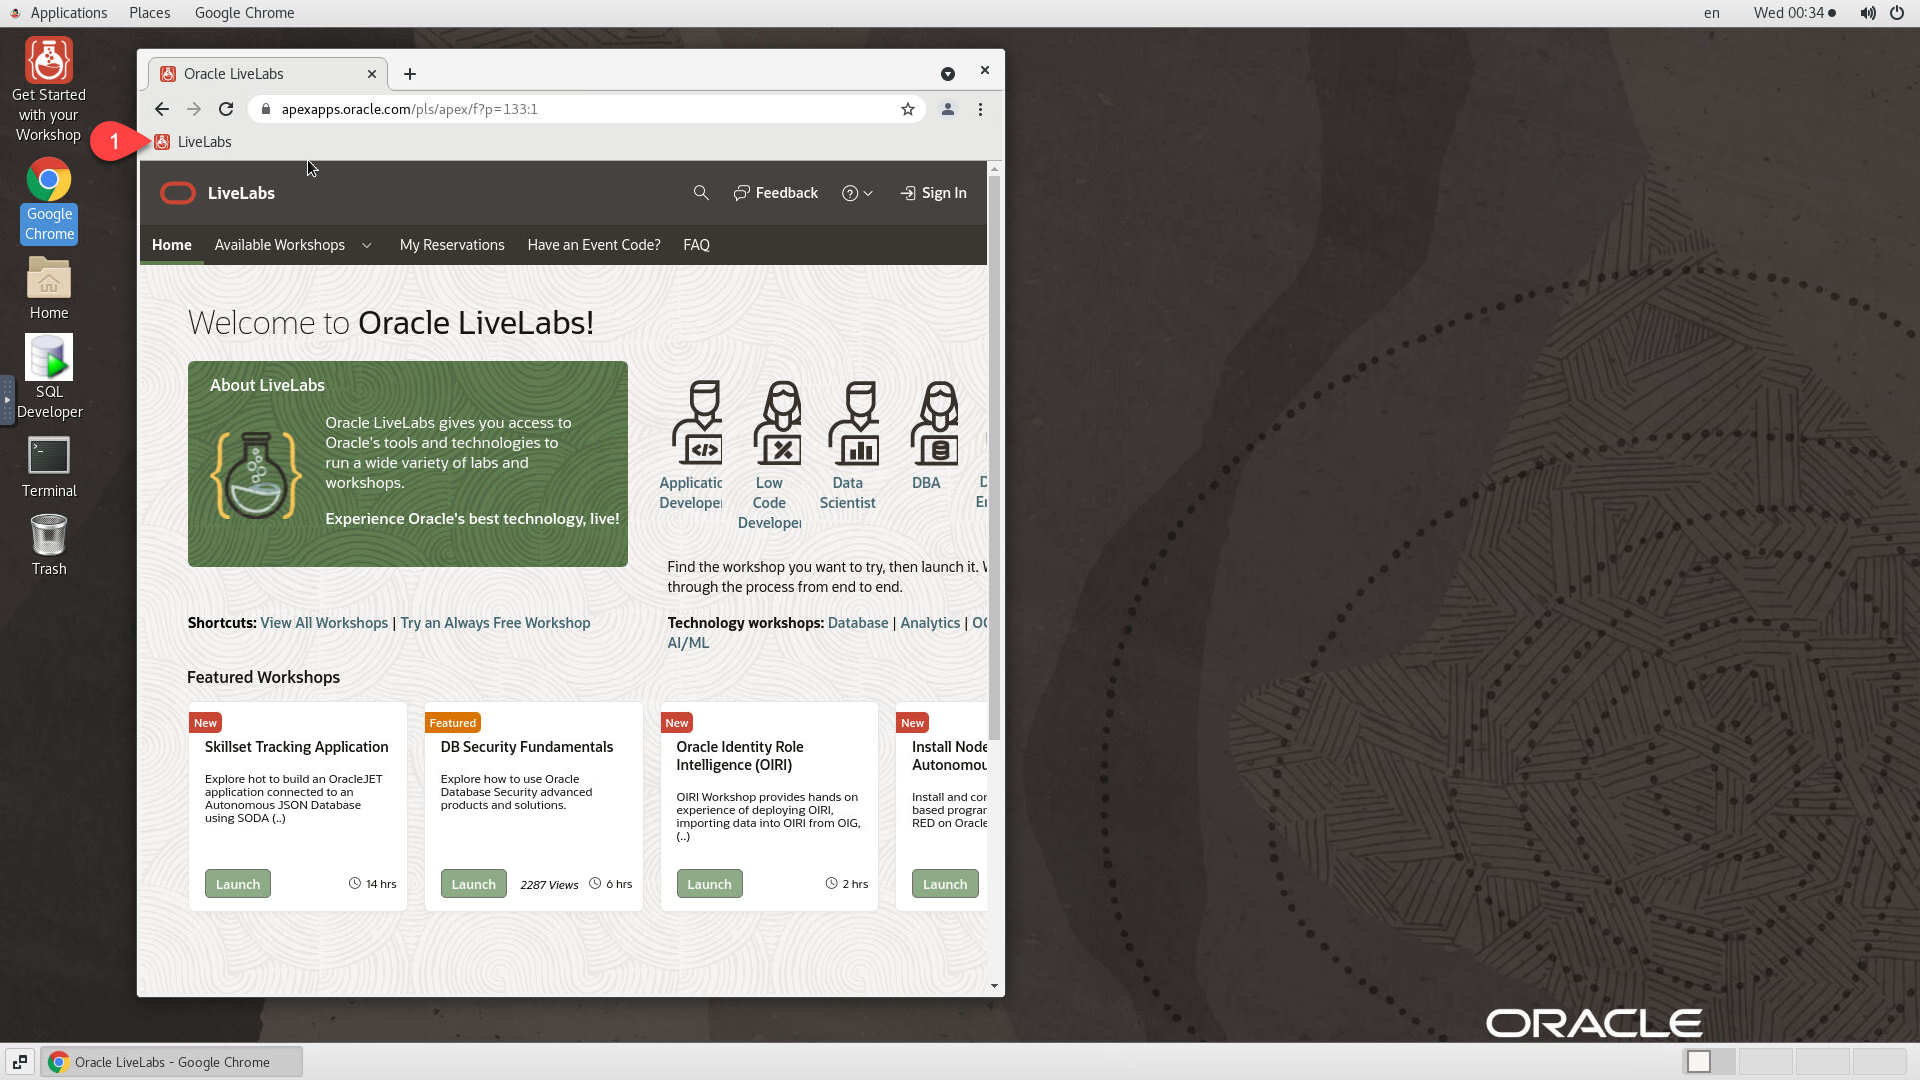 Applications Places Google Chrome en Wed 00:34
Get Started
with your
Workshop
Google
Chrome
Home
SQL
Developer
Terminal
Trash
1
Oracle LiveLabs
apexapps.oracle.com/pls/apex/f?p=133:1
LiveLabs
LiveLabs Feedback Sign In
Home Available Workshops My Reservations Have an Event Code? FAQ
Welcome to Oracle LiveLabs!
About LiveLabs
Oracle LiveLabs gives you access to
Oracle's tools and technologies to
run a wide variety of labs and
workshops.
Experience Oracle's best technology, live!
Applicatic
Developer
Low
Code
Developer
Data
Scientist
DBA
D
Er
Find the workshop you want to try, then launch it. W
through the process from end to end.
Shortcuts: View All Workshops | Try an Always Free Workshop
Technology workshops: Database | Analytics | OC
AI/ML
Featured Workshops
New
Skillset Tracking Application
Explore hot to build an OracleJET
application connected to an
Autonomous JSON Database
using SODA (..)
Launch 14 hrs
Featured
DB Security Fundamentals
Explore how to use Oracle
Database Security advanced
products and solutions.
Launch 2287 Views 6 hrs
New
Oracle Identity Role
Intelligence (OIRI)
OIRI Workshop provides hands on
experience of deploying OIRI,
importing data into OIRI from OIG,
(..)
Launch 2 hrs
New
Install Node
Autonomou
Install and cor
based prograr
RED on Oracle
Launch
ORACLE
Oracle LiveLabs - Google Chrome